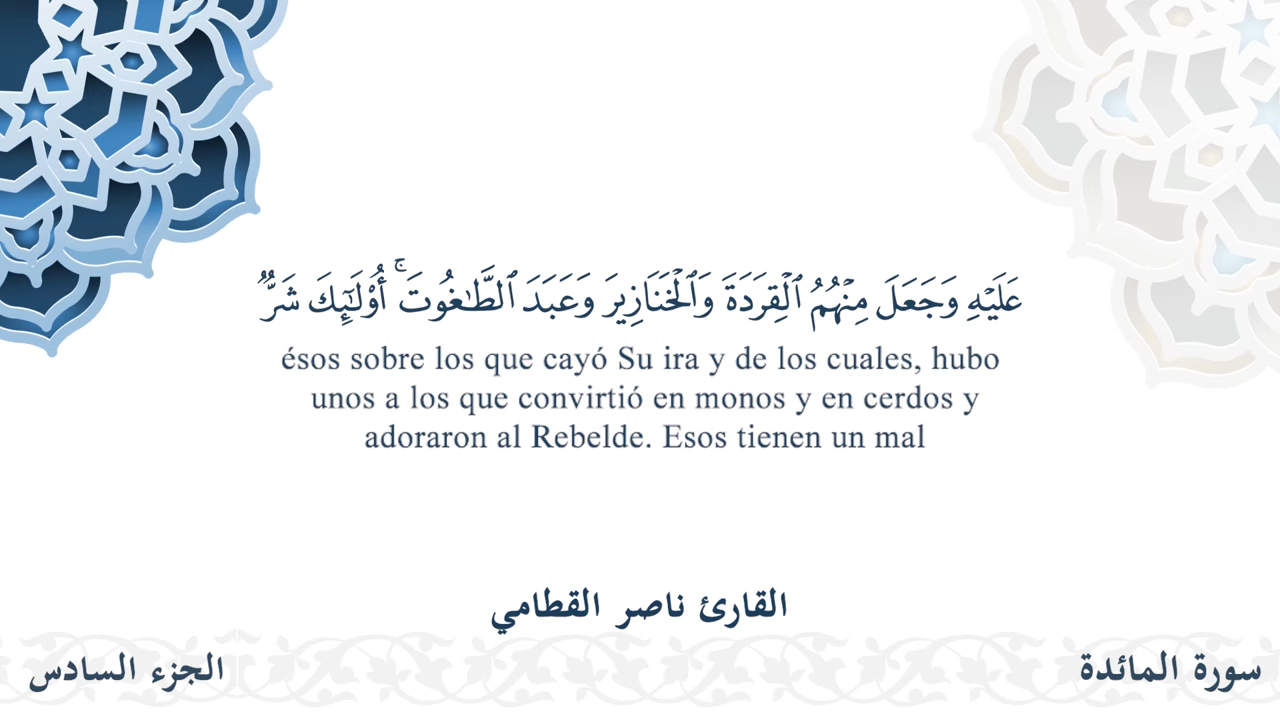 عَلَيْهِ وَجَعَلَ مِنْهُمُ ٱلْقِرَدَةَ وَٱلْخَنَازِيرَ وَعَبَدَ ٱلطَّـٰغُوتَ ۚ أُو۟لَـٰٓئِكَ شَرٌّ
ésos sobre los que cayó Su ira y de los cuales, hubo
unos a los que convirtió en monos y en cerdos y
adoraron al Rebelde. Esos tienen un mal
القارئ ناصر القطامي
سورة المائدة
الجزء السادس